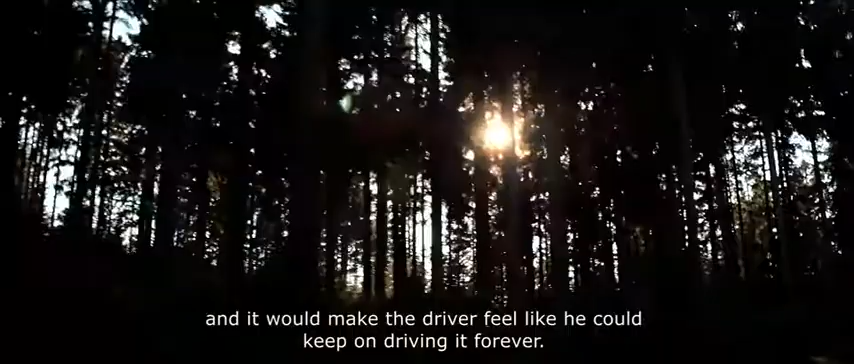 and it would make the driver feel like he could
keep on driving it forever.